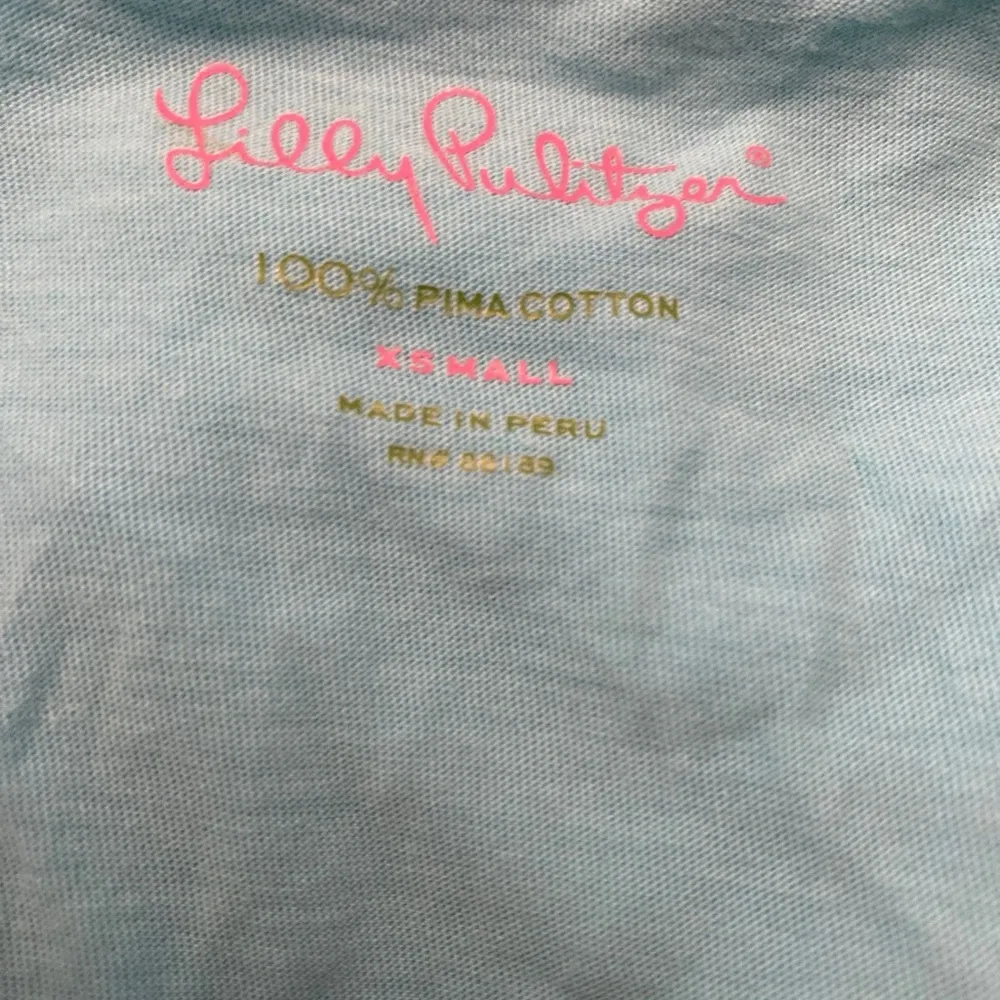 Lilly Pulitzer®
100% PIMA COTTON
XSMALL
MADE IN PERU
RN#